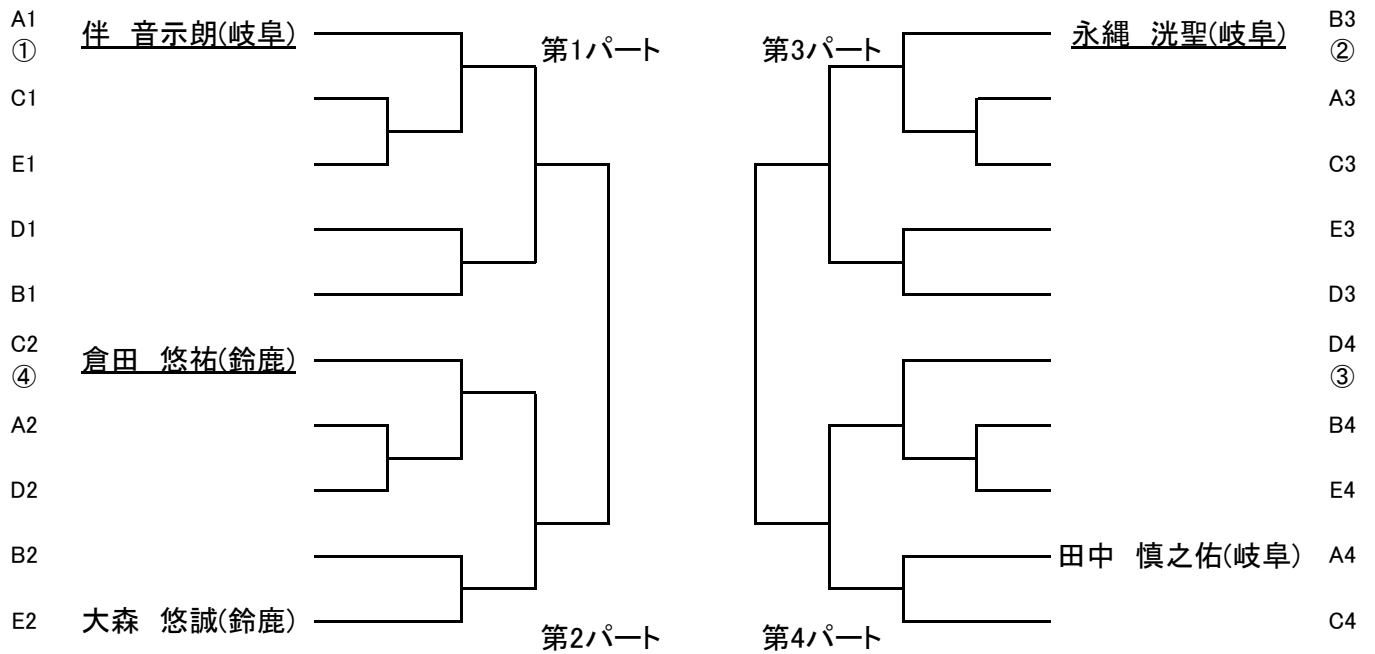 A1
①
伴　音示朗(岐阜)
第1パート
C1
E1
D1
B1
C2
④
倉田　悠祐(鈴鹿)
A2
D2
B2
E2
大森　悠誠(鈴鹿)
第2パート
第3パート
永縄　洸聖(岐阜)
B3
②
A3
C3
E3
D3
D4
③
B4
E4
田中　慎之佑(岐阜)
A4
C4
第4パート